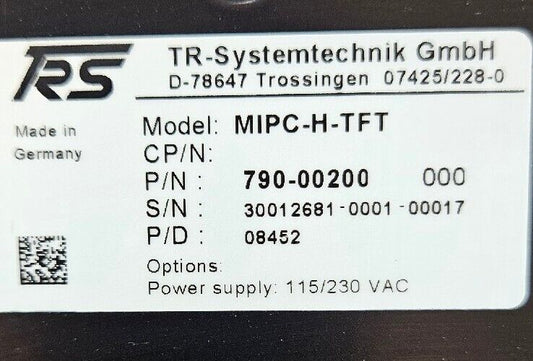 TRS
TR-Systemtechnik GmbH
D-78647 Trossingen 07425/228-0
Made in
Germany
Model: MIPC-H-TFT
CP/N:
P/N : 790-00200 000
S/N : 30012681-0001-00017
P/D : 08452
Options:
Power supply: 115/230 VAC